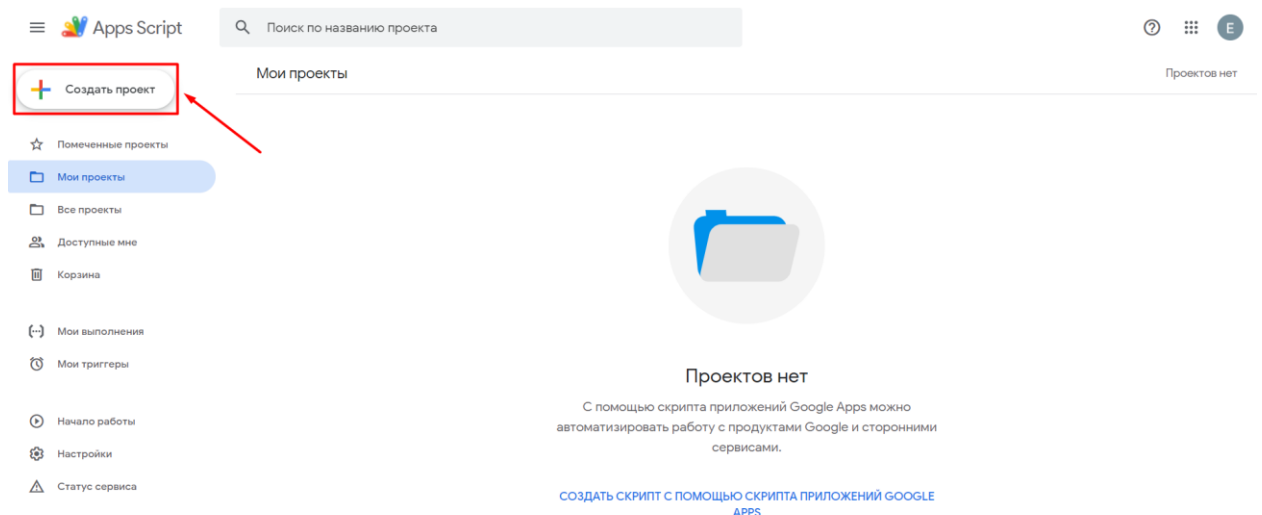 Apps Script
Поиск по названию проекта
E
Создать проект
Мои проекты
Проектов нет
Помеченные проекты
Мои проекты
Все проекты
Доступные мне
Корзина
Мои выполнения
Мои триггеры
Начало работы
Настройки
Статус сервиса
Проектов нет
С помощью скрипта приложений Google Apps можно
автоматизировать работу с продуктами Google и сторонними
сервисами.
СОЗДАТЬ СКРИПТ С ПОМОЩЬЮ СКРИПТА ПРИЛОЖЕНИЙ GOOGLE
APPS